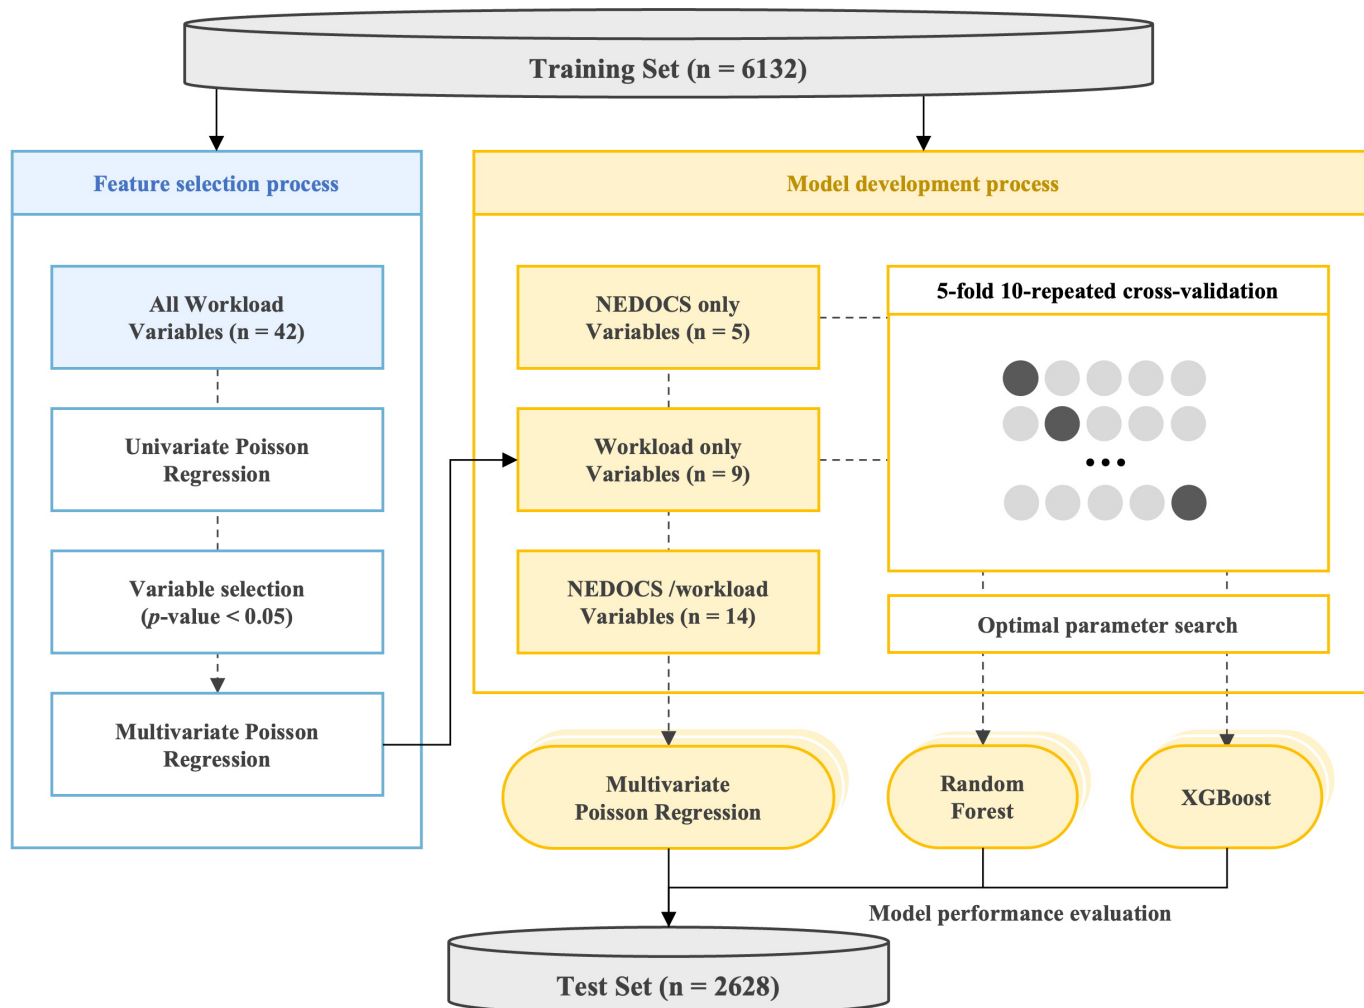 Training Set (n = 6132)
Feature selection process
All Workload
Variables (n = 42)
Univariate Poisson
Regression
Variable selection
(p-value < 0.05)
Multivariate Poisson
Regression
Model development process
NEDOCS only
Variables (n = 5)
Workload only
Variables (n = 9)
NEDOCS /workload
Variables (n = 14)
5-fold 10-repeated cross-validation
...
Optimal parameter search
Multivariate
Poisson Regression
Random
Forest
XGBoost
Model performance evaluation
Test Set (n = 2628)